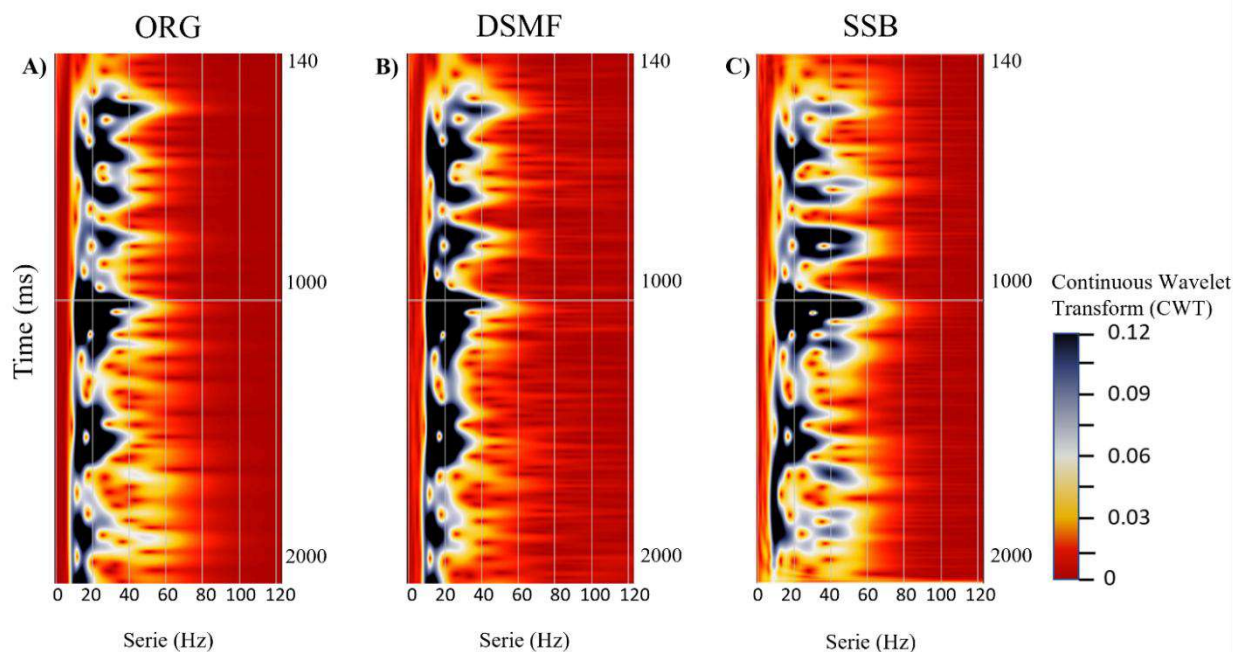 ORG
DSMF
SSB
A)
140
B)
140
C)
140
Time (ms)
1000
1000
1000
2000
2000
2000
0 20 40 60 80 100 120
0 20 40 60 80 100 120
0 20 40 60 80 100 120
Serie (Hz)
Serie (Hz)
Serie (Hz)
Continuous Wavelet
Transform (CWT)
0.12
0.09
0.06
0.03
0